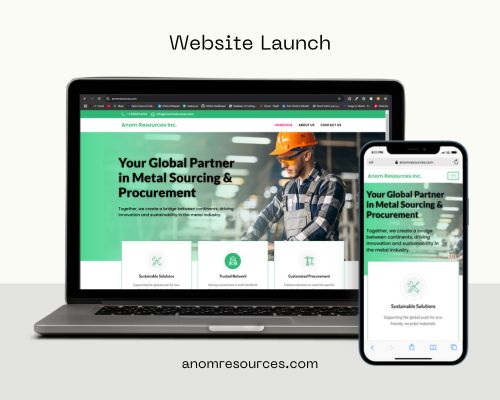 Website Launch
anomresources.com
Anom Resources Inc.
HOMEPAGE ABOUT US CONTACT US
Your Global Partner
in Metal Sourcing &
Procurement
Together, we create a bridge between continents, driving
innovation and sustainability in the metal industry.
Sustainable Solutions
Trusted Network
Customized Procurement
anomresources.com
Anom Resources Inc.
Your Global Partner
in Metal Sourcing &
Procurement
Together, we create a bridge
between continents, driving
innovation and sustainability in
the metal industry.
Sustainable Solutions
Supporting the global push for eco-
friendly recycled materials.
anomresources.com